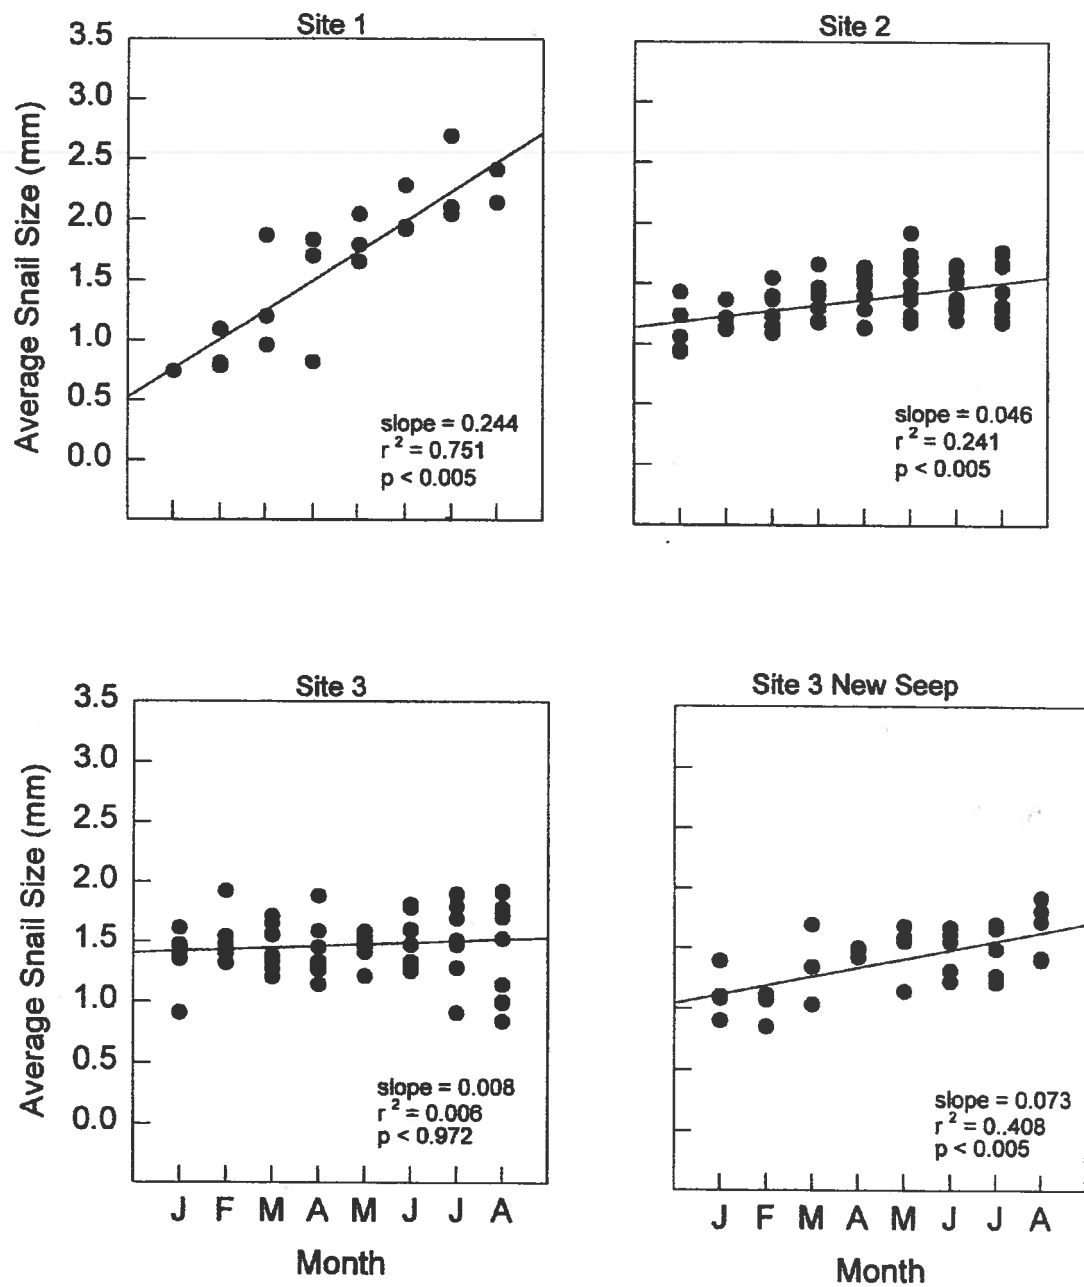 Site 1
Site 2
3.5
3.0
2.5
2.0
1.5
1.0
0.5
0.0
Average Snail Size (mm)
slope = 0.244
r ² = 0.751
p < 0.005
slope = 0.046
r ² = 0.241
p < 0.005
Site 3
Site 3 New Seep
3.5
3.0
2.5
2.0
1.5
1.0
0.5
0.0
Average Snail Size (mm)
slope = 0.008
r ² = 0.006
p < 0.972
slope = 0.073
r ² = 0..408
p < 0.005
J F M A M J J A
J F M A M J J A
Month
Month